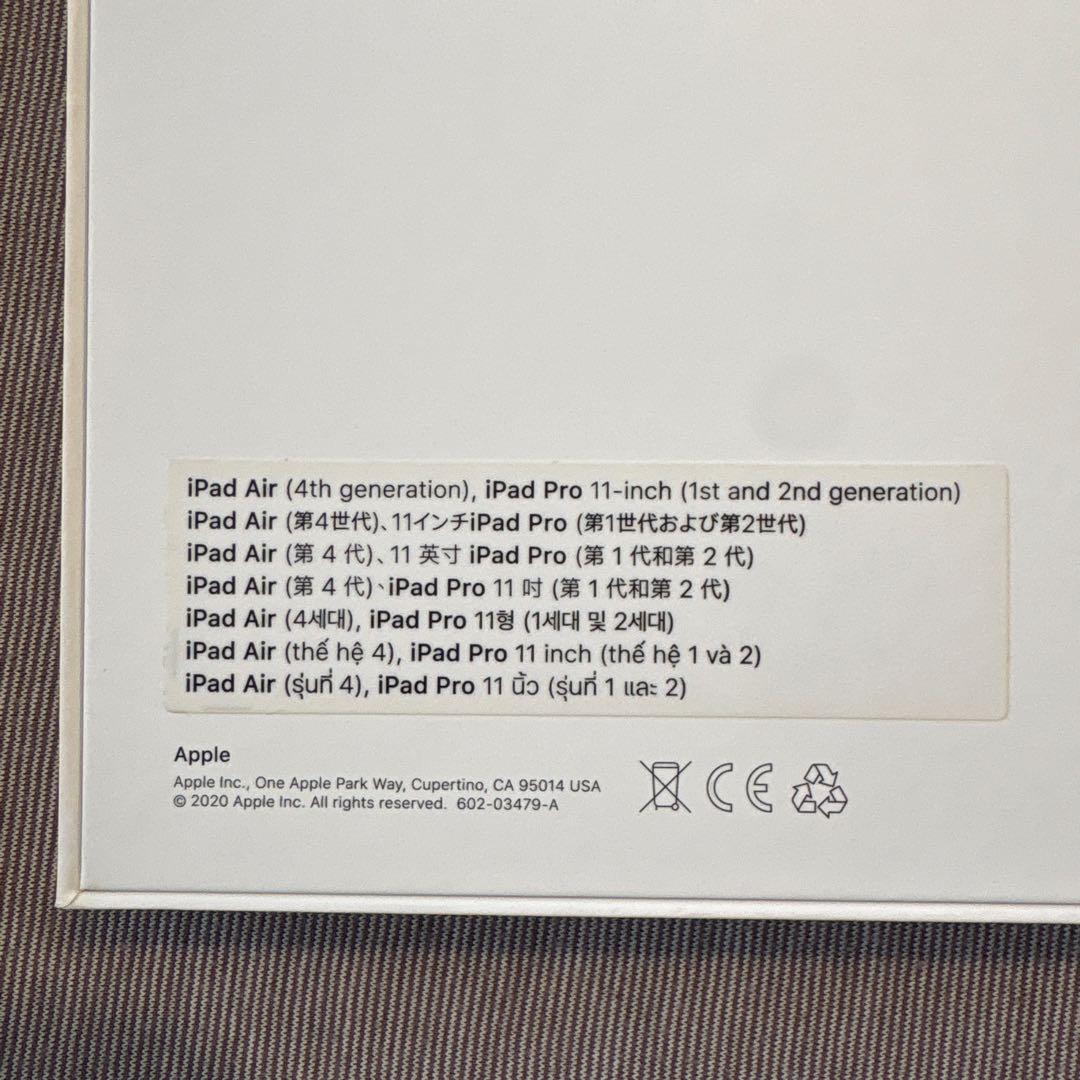 iPad Air (4th generation), iPad Pro 11-inch (1st and 2nd generation)
iPad Air (第4世代)、11インチiPad Pro (第1世代および第2世代)
iPad Air (第 4 代)、11 英寸 iPad Pro (第 1 代和第 2 代)
iPad Air (第 4 代)、iPad Pro 11 吋 (第 1 代和第 2 代)
iPad Air (4세대), iPad Pro 11형 (1세대 및 2세대)
iPad Air (thế hệ 4), iPad Pro 11 inch (thế hệ 1 và 2)
iPad Air (รุ่นที่ 4), iPad Pro 11 นิ้ว (รุ่นที่ 1 และ 2)
Apple
Apple Inc., One Apple Park Way, Cupertino, CA 95014 USA
© 2020 Apple Inc. All rights reserved. 602-03479-A
CE